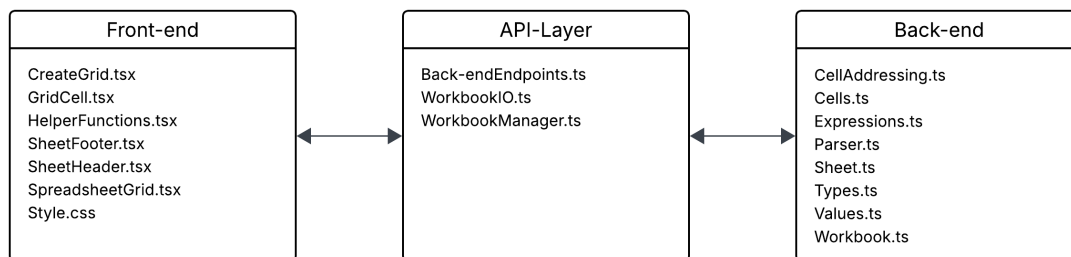 Front-end
CreateGrid.tsx
GridCell.tsx
HelperFunctions.tsx
SheetFooter.tsx
SheetHeader.tsx
SpreadsheetGrid.tsx
Style.css
API-Layer
Back-endEndpoints.ts
WorkbookIO.ts
WorkbookManager.ts
Back-end
CellAddressing.ts
Cells.ts
Expressions.ts
Parser.ts
Sheet.ts
Types.ts
Values.ts
Workbook.ts